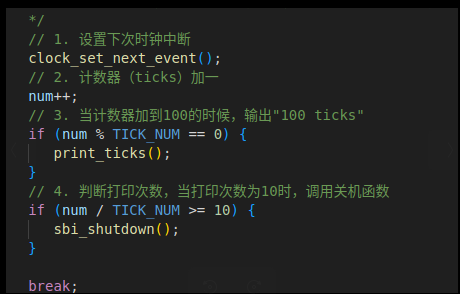 */
// 1. 设置下次时钟中断
clock_set_next_event();
// 2. 计数器（ticks）加一
num++;
// 3. 当计数器加到100的时候，输出"100 ticks"
if (num % TICK_NUM == 0) {
print_ticks();
}
// 4. 判断打印次数，当打印次数为10时，调用关机函数
if (num / TICK_NUM >= 10) {
sbi_shutdown();
}
break;